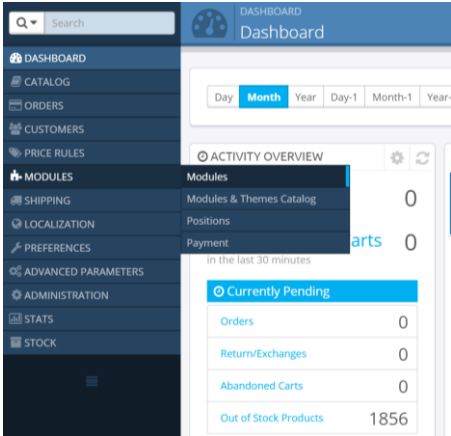 Search
DASHBOARD
Dashboard
DASHBOARD
CATALOG
ORDERS
CUSTOMERS
PRICE RULES
MODULES
SHIPPING
LOCALIZATION
PREFERENCES
ADVANCED PARAMETERS
ADMINISTRATION
STATS
STOCK
Modules
Modules & Themes Catalog
Positions
Payment
Day Month Year Day-1 Month-1 Year-
ACTIVITY OVERVIEW
0
arts 0
in the last 30 minutes
Currently Pending
Orders 0
Return/Exchanges 0
Abandoned Carts 0
Out of Stock Products 1856